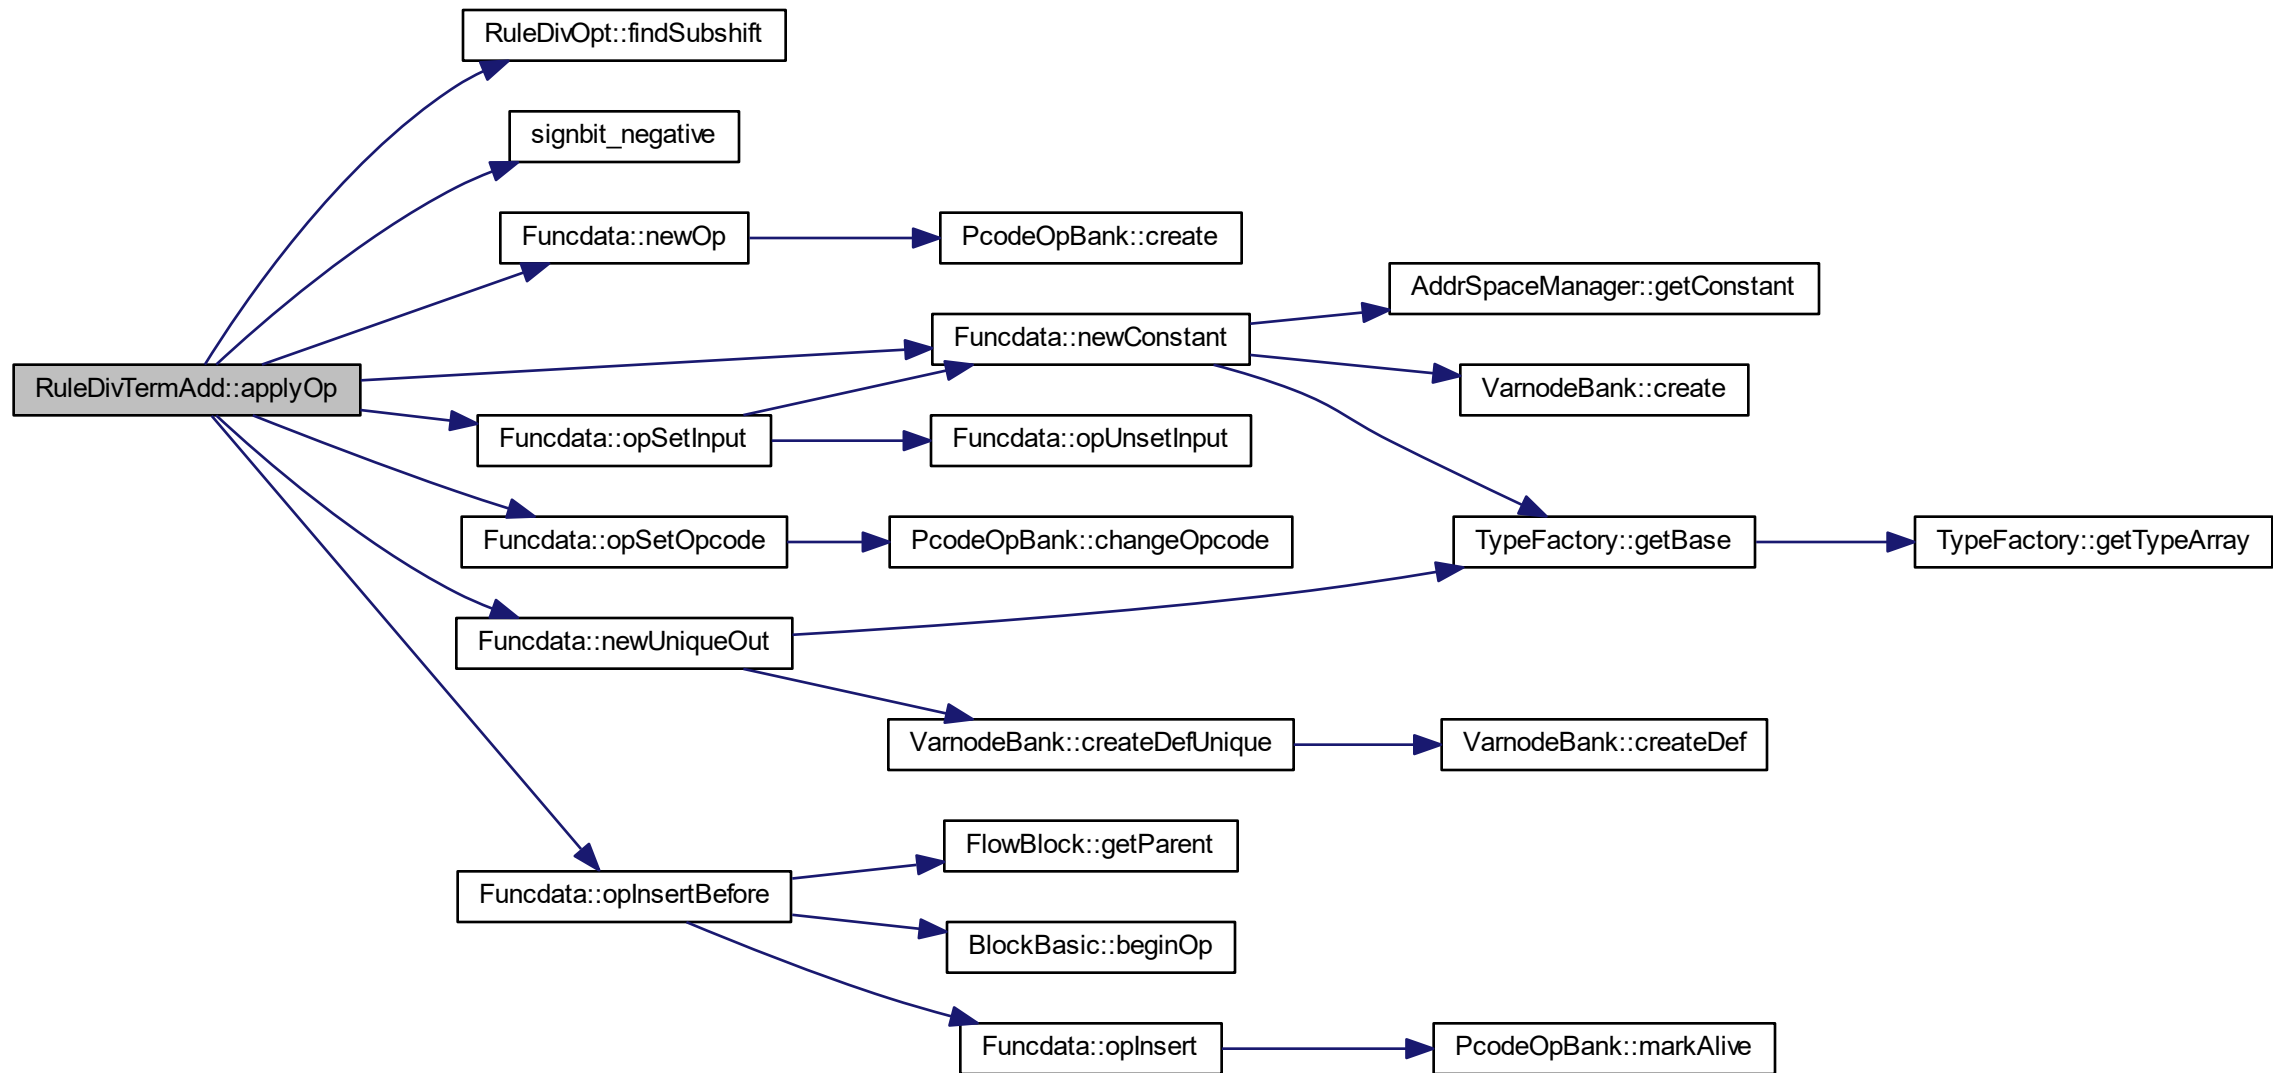 RuleDivOpt::findSubshift
signbit_negative
Funcdata::newOp
PcodeOpBank::create
AddrSpaceManager::getConstant
Funcdata::newConstant
RuleDivTermAdd::applyOp
VarnodeBank::create
Funcdata::opSetInput
Funcdata::opUnsetInput
Funcdata::opSetOpcode
PcodeOpBank::changeOpcode
TypeFactory::getBase
TypeFactory::getTypeArray
Funcdata::newUniqueOut
VarnodeBank::createDefUnique
VarnodeBank::createDef
FlowBlock::getParent
Funcdata::opInsertBefore
BlockBasic::beginOp
Funcdata::opInsert
PcodeOpBank::markAlive